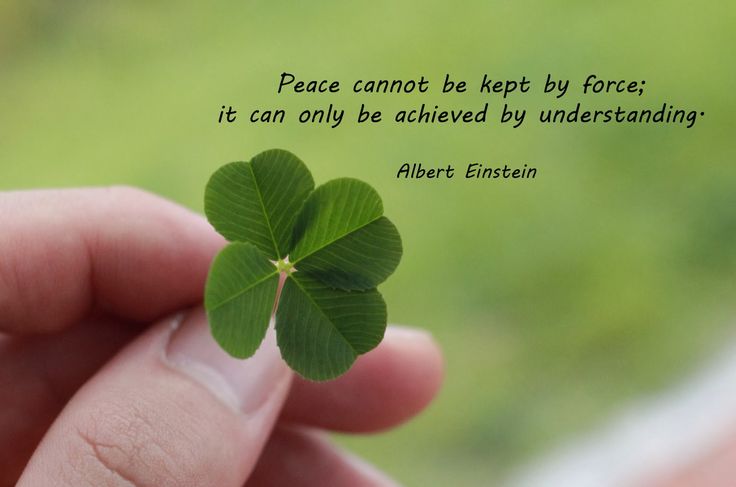 Peace cannot be kept by force;
it can only be achieved by understanding.
Albert Einstein